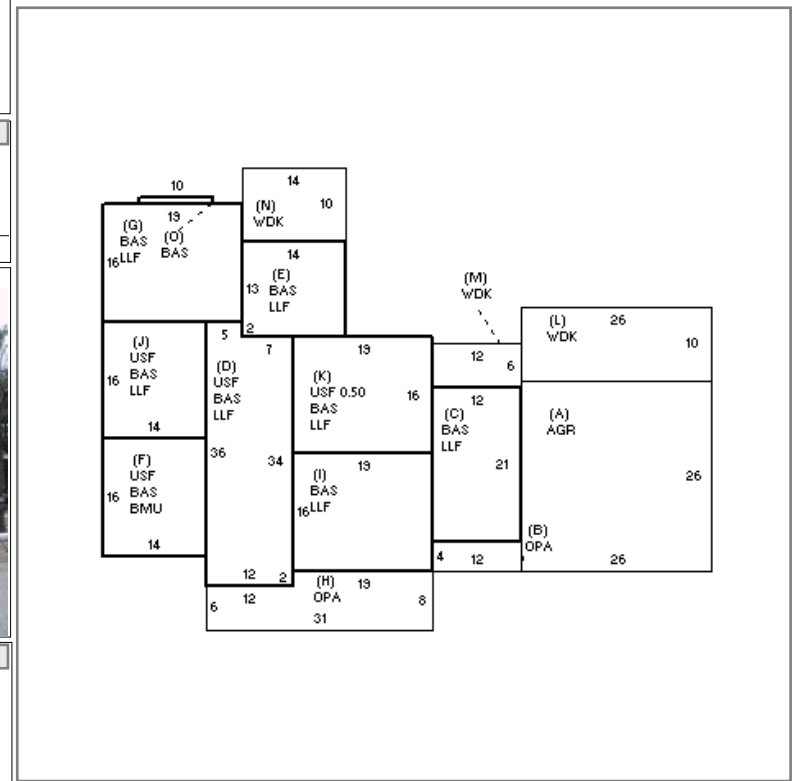 10
14
(N)
WDK
10
19
(G)
BAS
LLF
(O)
BAS
16
14
(E)
BAS
LLF
13
2
(M)
WDK
(L)
WDK
26
10
5
7
(J)
USF
BAS
LLF
16
14
(D)
USF
BAS
LLF
36
34
19
(K)
USF 0.50
BAS
LLF
16
12
6
12
(C)
BAS
LLF
21
(A)
AGR
26
(F)
USF
BAS
BMU
16
14
19
(I)
BAS
LLF
16
(B)
OPA
4
12
26
12
2
(H)
OPA
19
6
12
8
31